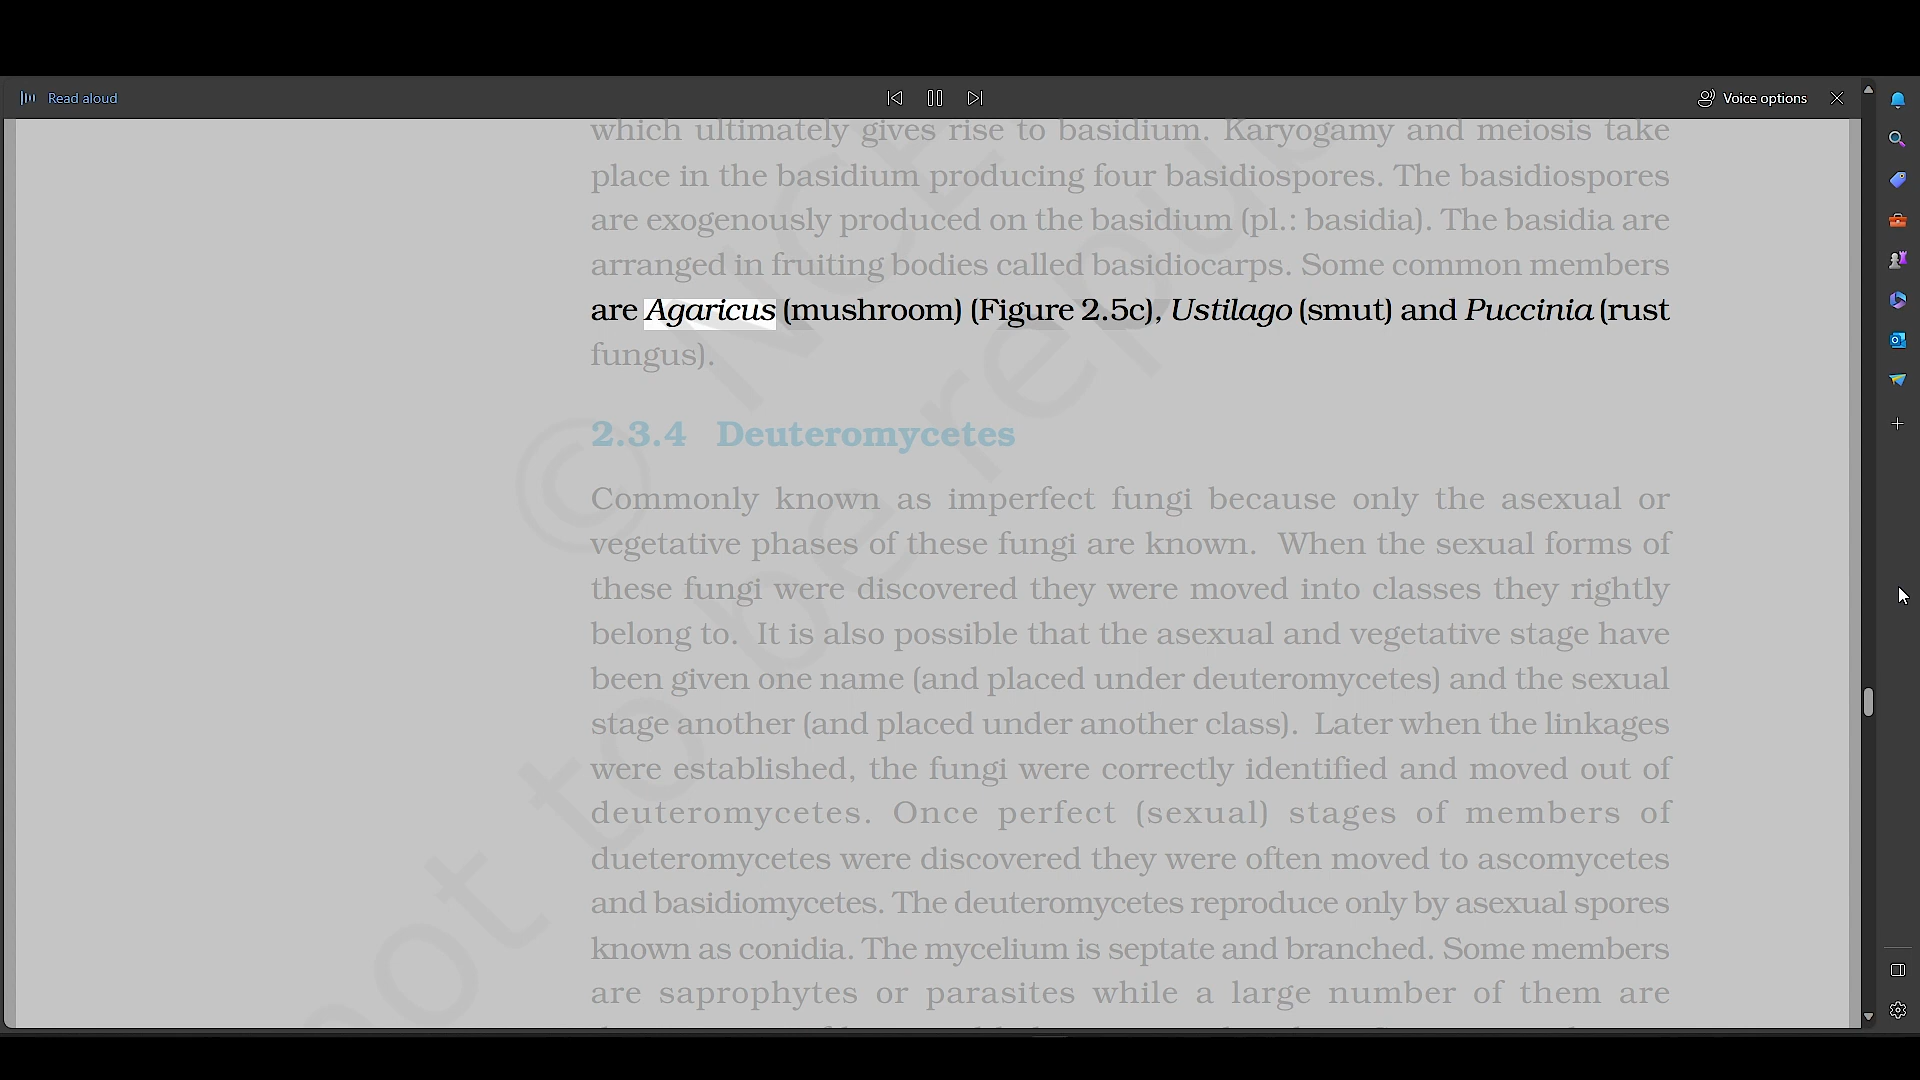 Read aloud
Voice options
which ultimately gives rise to basidium. Karyogamy and meiosis take
place in the basidium producing four basidiospores. The basidiospores
are exogenously produced on the basidium (pl.: basidia). The basidia are
arranged in fruiting bodies called basidiocarps. Some common members
are Agaricus (mushroom) (Figure 2.5c), Ustilago (smut) and Puccinia (rust
fungus).
2.3.4 Deuteromycetes
Commonly known as imperfect fungi because only the asexual or
vegetative phases of these fungi are known. When the sexual forms of
these fungi were discovered they were moved into classes they rightly
belong to. It is also possible that the asexual and vegetative stage have
been given one name (and placed under deuteromycetes) and the sexual
stage another (and placed under another class). Later when the linkages
were established, the fungi were correctly identified and moved out of
deuteromycetes. Once perfect (sexual) stages of members of
dueteromycetes were discovered they were often moved to ascomycetes
and basidiomycetes. The deuteromycetes reproduce only by asexual spores
known as conidia. The mycelium is septate and branched. Some members
are saprophytes or parasites while a large number of them are
© NCE
not to be repu